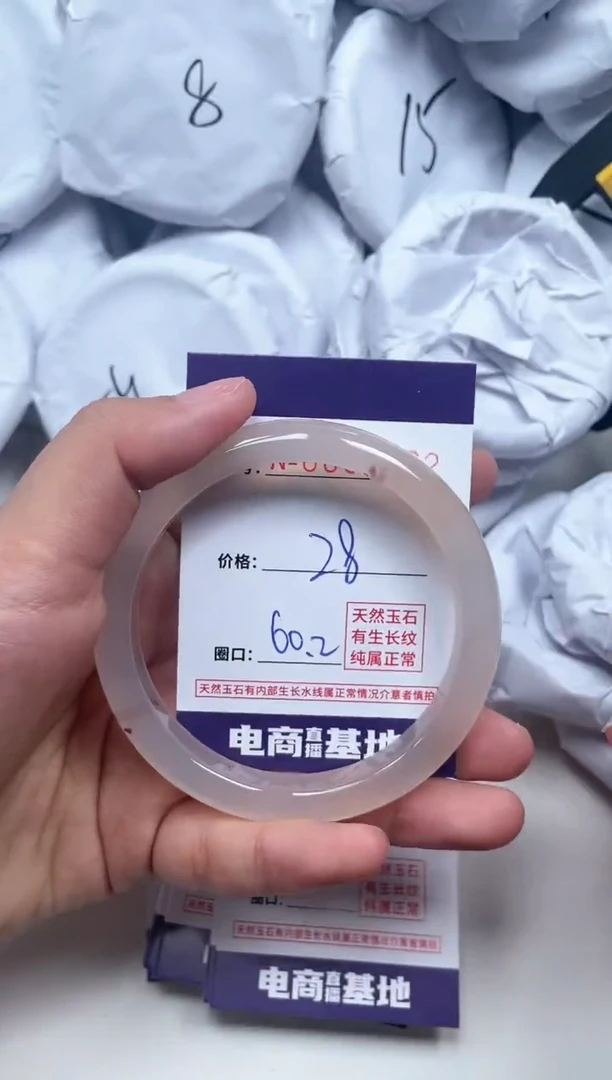 8
15
价格: 28
圈口: 60.2
天然玉石
有生长纹
纯属正常
天然玉石有内部生长水线属正常情况介意者慎拍
电商直播基地
天然玉石
有生长纹
纯属正常
圈口:
天然玉石有内部生长水线属正常情况介意者慎拍
电商直播基地